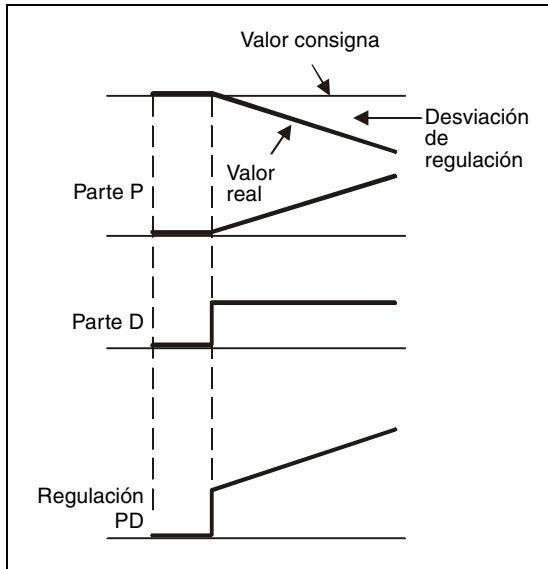 Valor consigna
Desviación
de
regulación
Valor
real
Parte P
Parte D
Regulación
PD